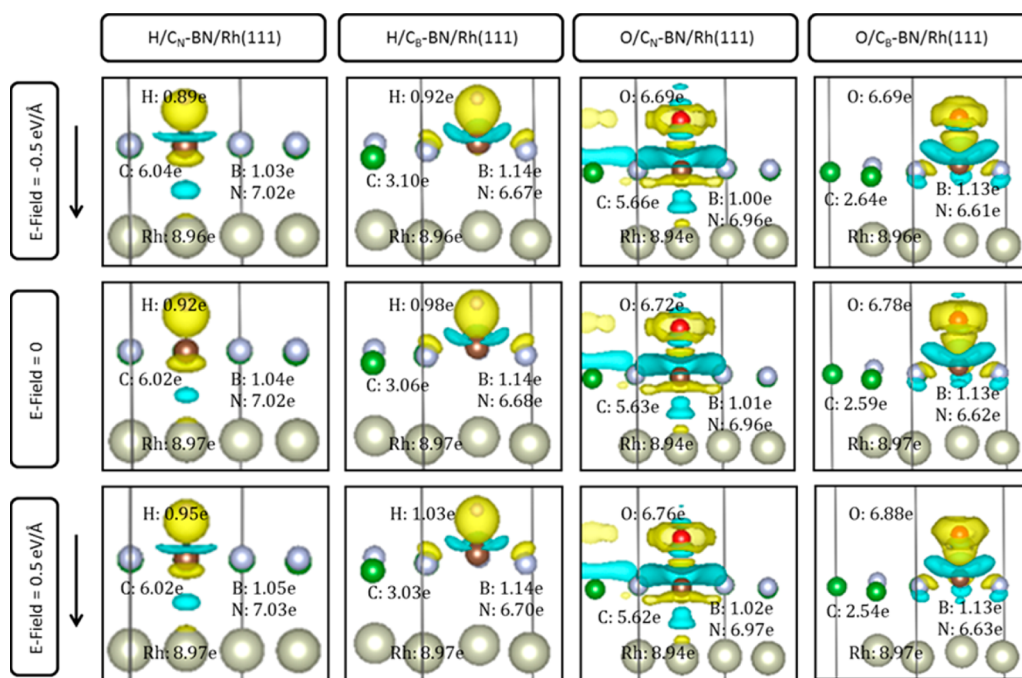 H/CN-BN/Rh(111)
H/CB-BN/Rh(111)
O/CN-BN/Rh(111)
O/CB-BN/Rh(111)
E-Field = -0.5 eV/Å
H: 0.89e
C: 6.04e
B: 1.03e
N: 7.02e
Rh: 8.96e
H: 0.92e
C: 3.10e
B: 1.14e
N: 6.67e
Rh: 8.96e
O: 6.69e
C: 5.66e
B: 1.00e
N: 6.96e
Rh: 8.94e
O: 6.69e
C: 2.64e
B: 1.13e
N: 6.61e
Rh: 8.96e
E-Field = 0
H: 0.92e
C: 6.02e
B: 1.04e
N: 7.02e
Rh: 8.97e
H: 0.98e
C: 3.06e
B: 1.14e
N: 6.68e
Rh: 8.97e
O: 6.72e
C: 5.63e
B: 1.01e
N: 6.96e
Rh: 8.94e
O: 6.78e
C: 2.59e
B: 1.13e
N: 6.62e
Rh: 8.97e
E-Field = 0.5 eV/Å
H: 0.95e
C: 6.02e
B: 1.05e
N: 7.03e
Rh: 8.97e
H: 1.03e
C: 3.03e
B: 1.14e
N: 6.70e
Rh: 8.97e
O: 6.76e
C: 5.62e
B: 1.02e
N: 6.97e
Rh: 8.94e
O: 6.88e
C: 2.54e
B: 1.13e
N: 6.63e
Rh: 8.97e